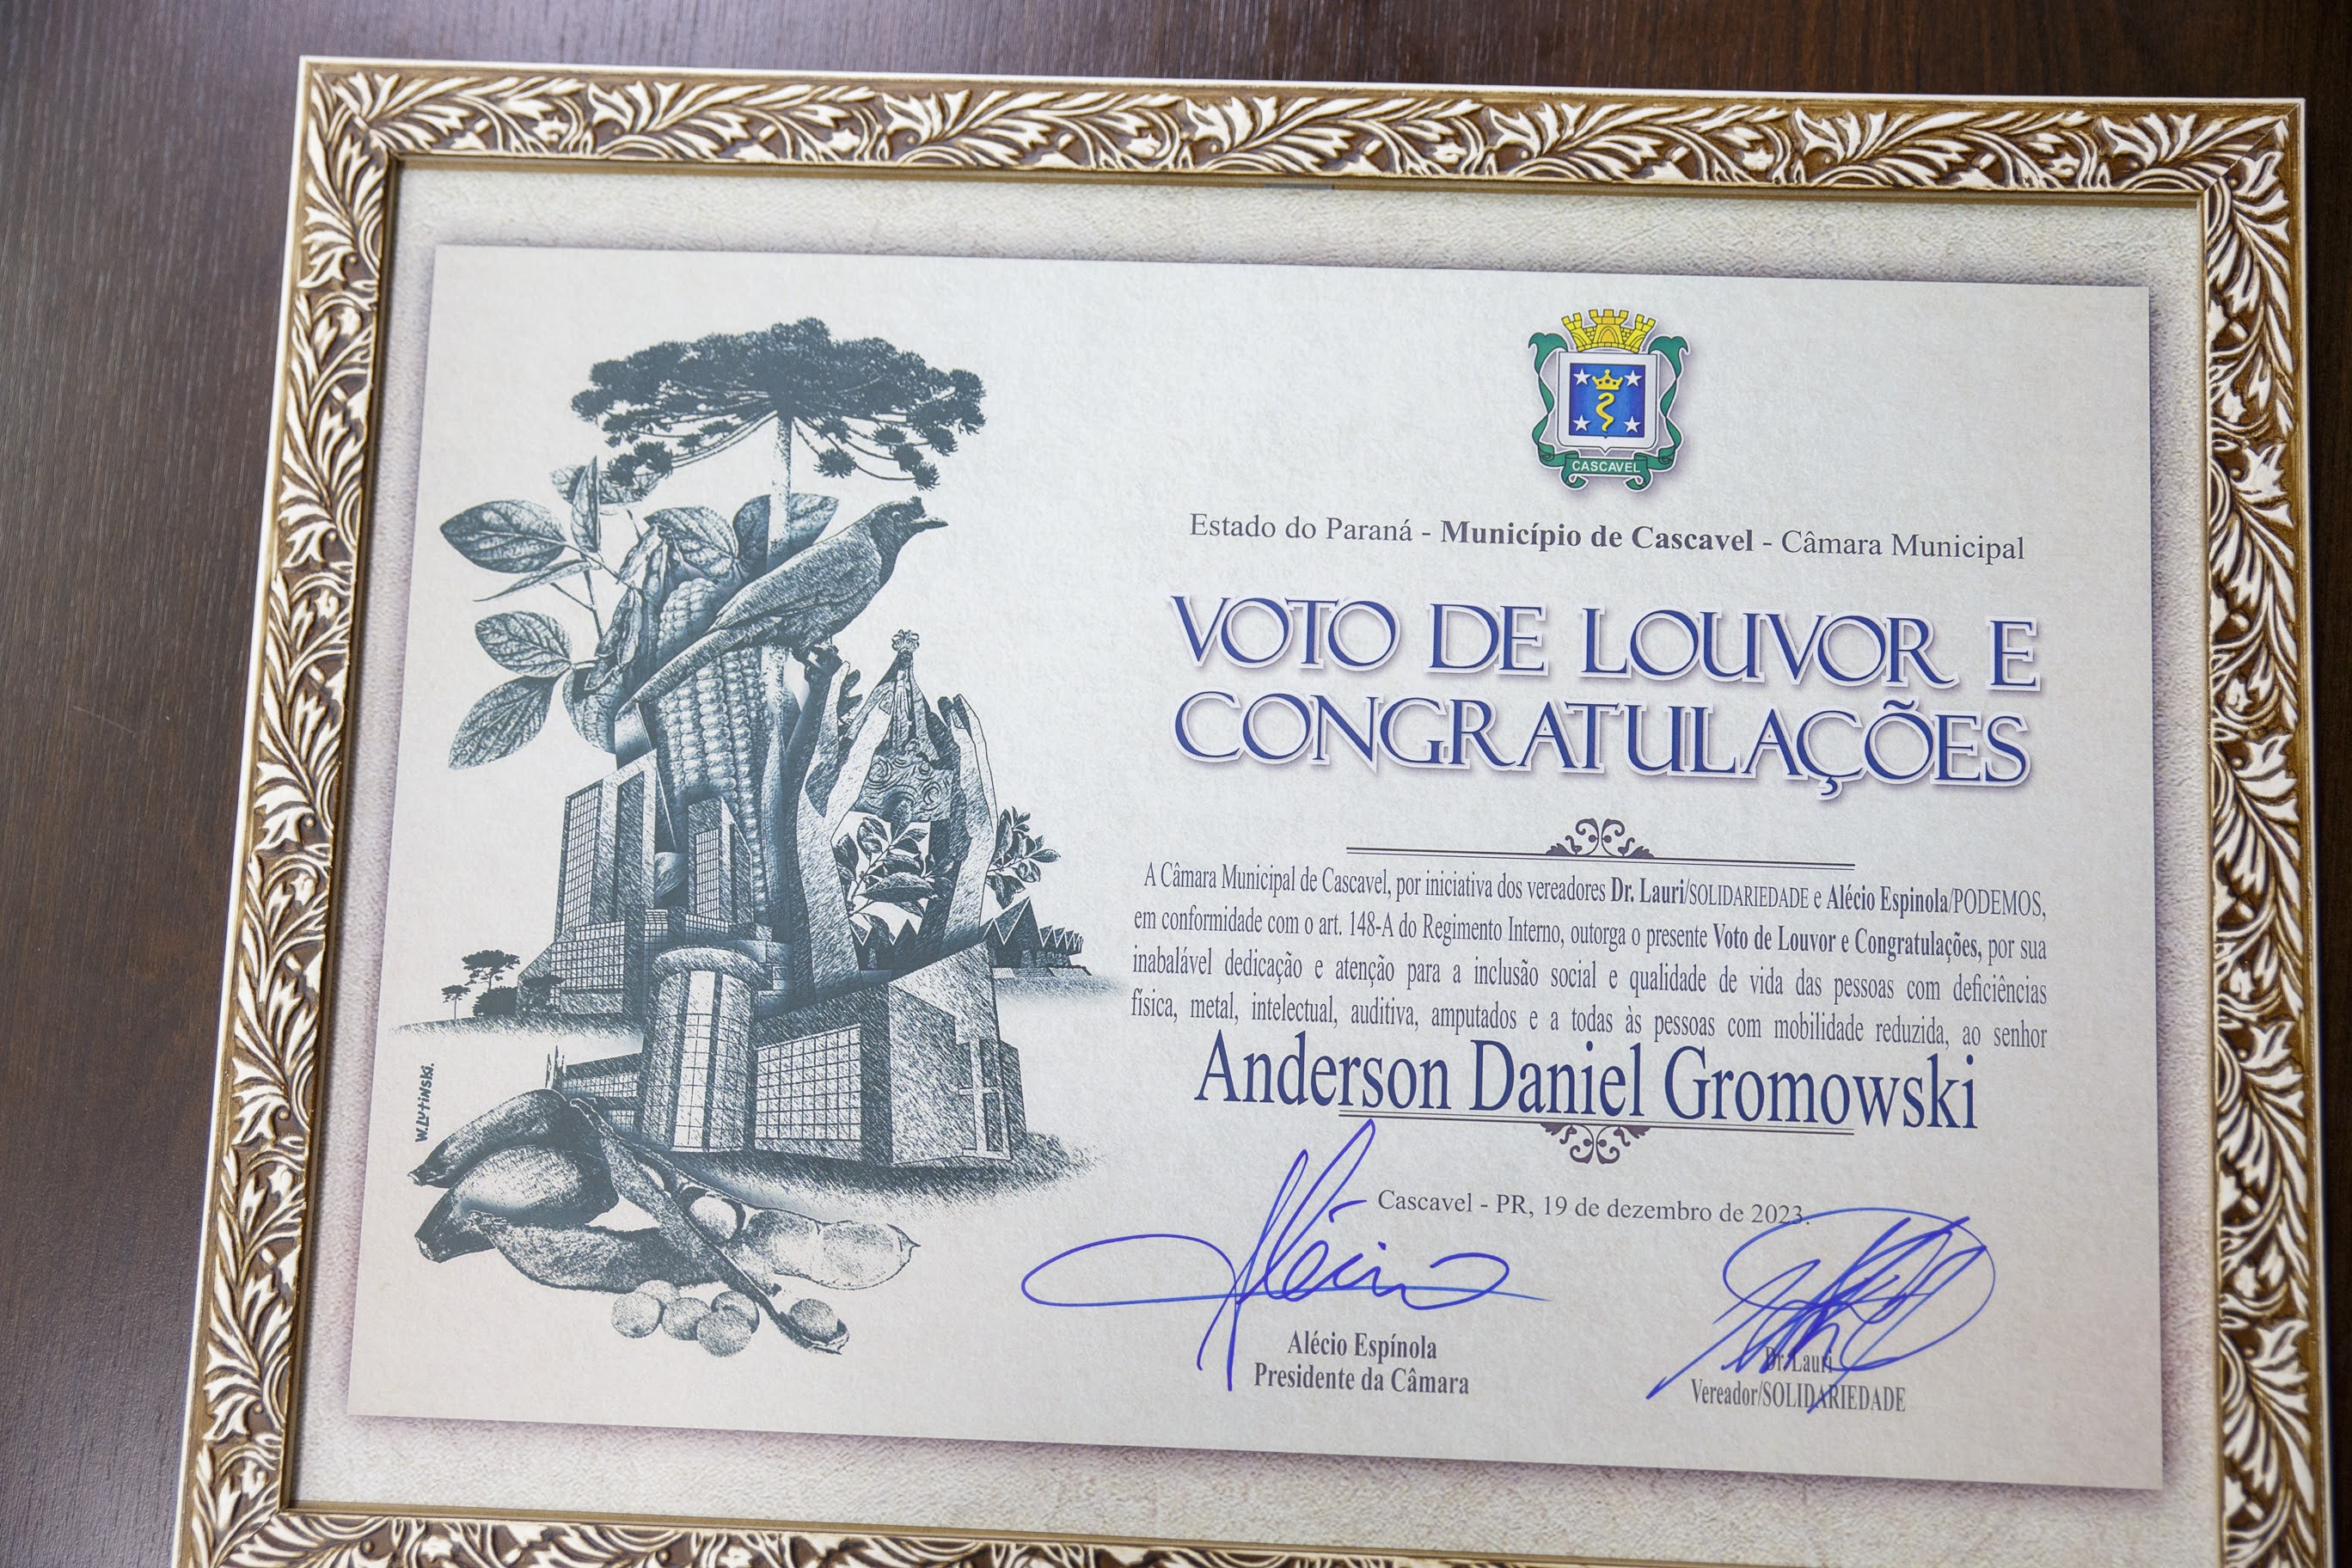 CASCAVEL
Estado do Paraná - Município de Cascavel - Câmara Municipal
VOTO DE LOUVOR E
CONGRATULAÇÕES
A Câmara Municipal de Cascavel, por iniciativa dos vereadores Dr. Lauri/SOLIDARIEDADE e Alécio Espinola/PODEMOS,
em conformidade com o art. 148-A do Regimento Interno, outorga o presente Voto de Louvor e Congratulações, por sua
inabalável dedicação e atenção para a inclusão social e qualidade de vida das pessoas com deficiências
física, metal, intelectual, auditiva, amputados e a todas às pessoas com mobilidade reduzida, ao senhor
Anderson Daniel Gromowski
Cascavel - PR, 19 de dezembro de 2023.
Alécio
Alécio Espínola
Presidente da Câmara
Dr. Lauri
Vereador/SOLIDARIEDADE
W.LUTINSKI.